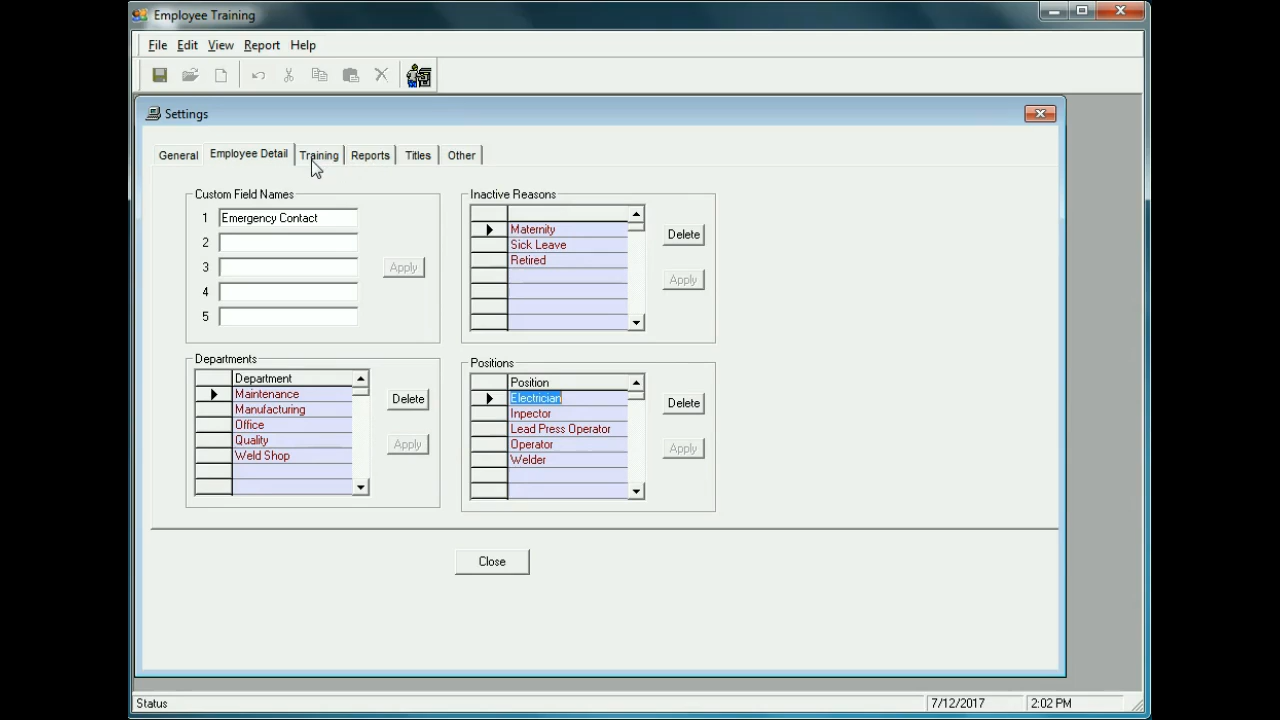 Employee Training
File Edit View Report Help
Settings
General Employee Detail Training Reports Titles Other
Custom Field Names
1 Emergency Contact
2
3
4
5
Apply
Inactive Reasons
Maternity
Sick Leave
Retired
Delete
Apply
Departments
Department
Maintenance
Manufacturing
Office
Quality
Weld Shop
Delete
Apply
Positions
Position
Electrician
Inpector
Lead Press Operator
Operator
Welder
Delete
Apply
Close
Status 7/12/2017 2:02 PM